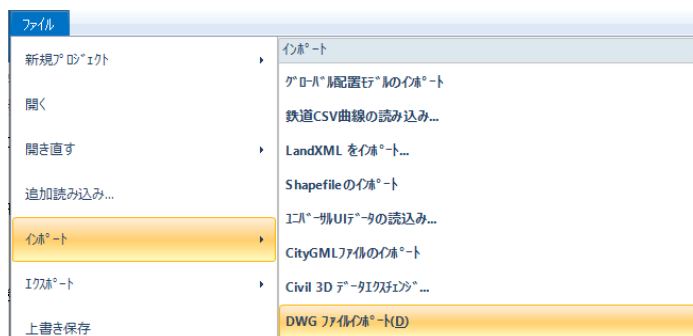 ファイル
新規ﾌﾟﾛｼﾞｪｸﾄ
開く
開き直す
追加読み込み...
ｲﾝﾎﾟｰﾄ
ｴｸｽﾎﾟｰﾄ
上書き保存
ｲﾝﾎﾟｰﾄ
ｸﾞﾛｰﾊﾞﾙ配置ﾓﾃﾞﾙのｲﾝﾎﾟｰﾄ
鉄道CSV曲線の読み込み...
LandXML をｲﾝﾎﾟｰﾄ...
Shapefileのｲﾝﾎﾟｰﾄ
ﾕﾆﾊﾞｰｻﾙUIﾃﾞｰﾀの読込み...
CityGMLﾌｧｲﾙのｲﾝﾎﾟｰﾄ
Civil 3D ﾃﾞｰﾀｴｸｽﾁｪﾝｼﾞ...
DWG ﾌｧｲﾙｲﾝﾎﾟｰﾄ(D)